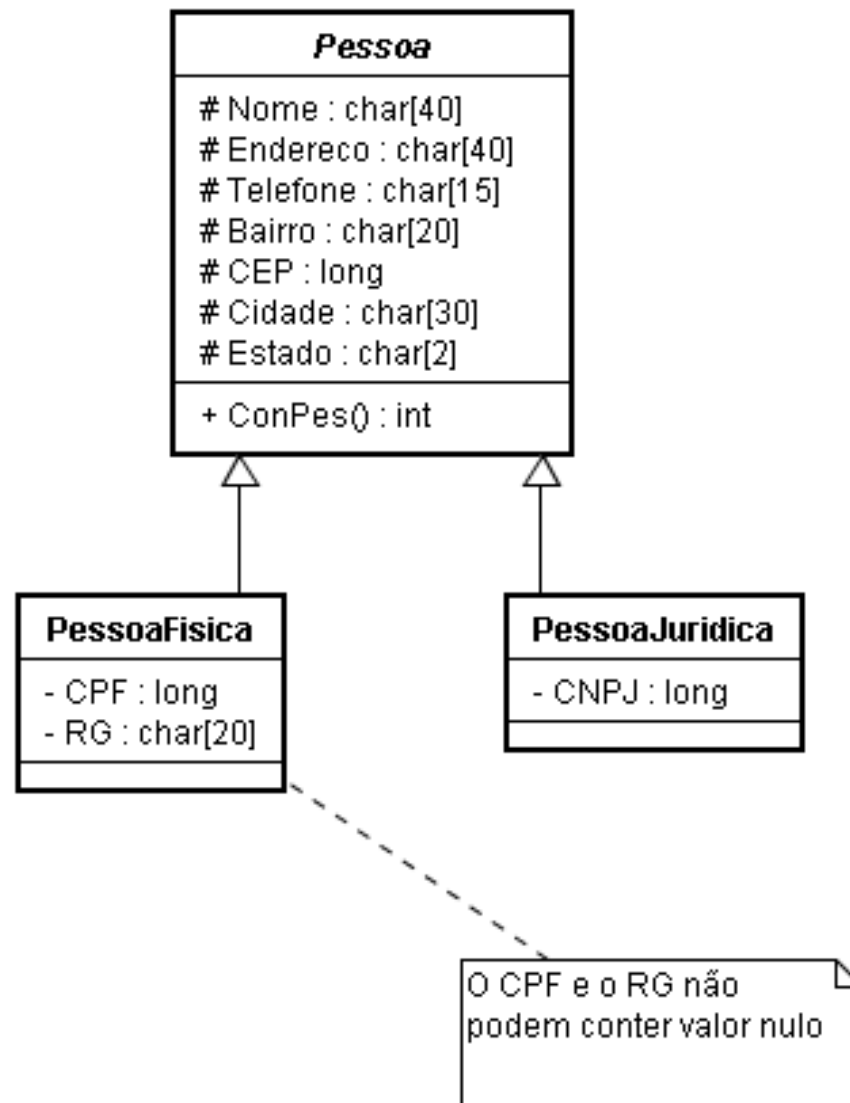 Pessoa
# Nome : char[40]
# Endereco : char[40]
# Telefone : char[15]
# Bairro : char[20]
# CEP : long
# Cidade : char[30]
# Estado : char[2]
+ ConPes() : int
PessoaFisica
- CPF : long
- RG : char[20]
PessoaJuridica
- CNPJ : long
O CPF e o RG não
podem conter valor nulo